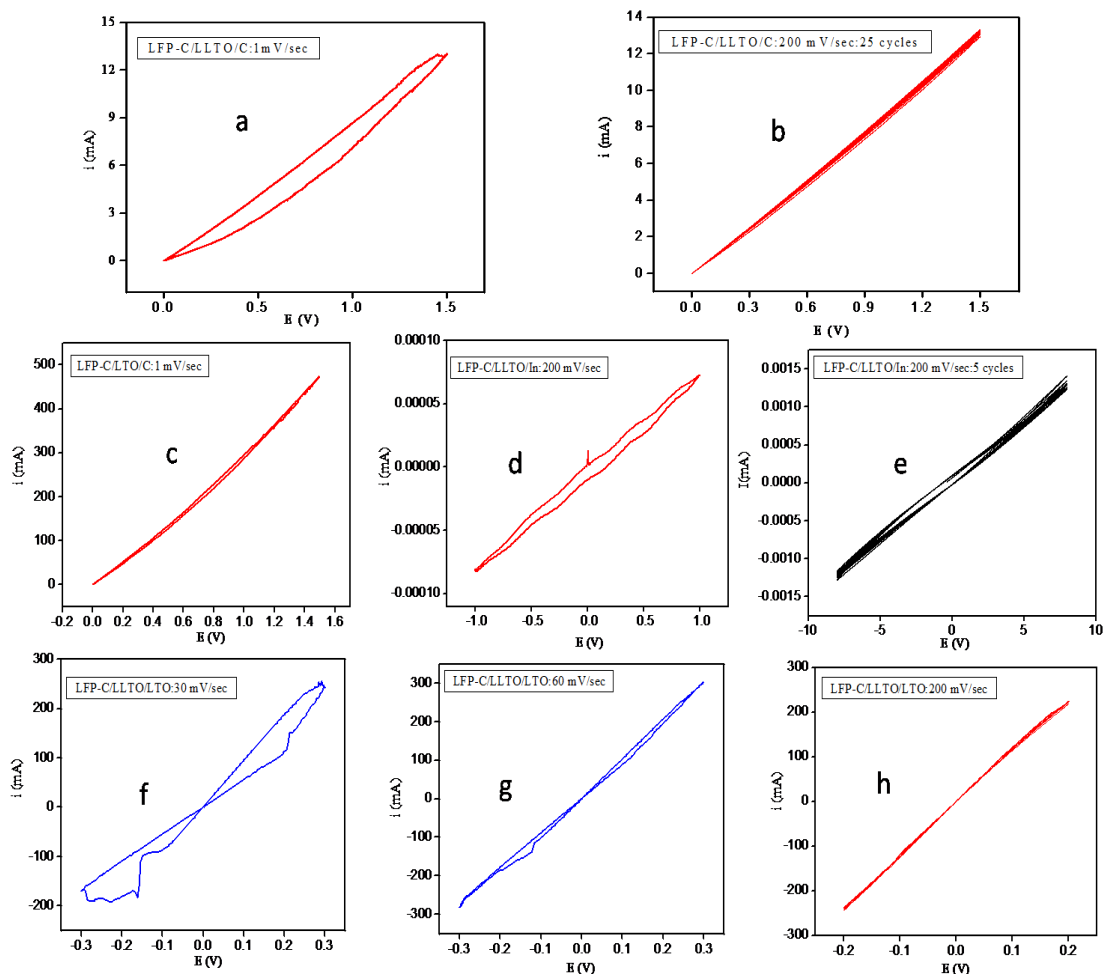 LFP-C/LLTO/C:1mV/sec
a
15
12
9
6
3
0
i (mA)
0.0 0.5 1.0 1.5
E (V)
LFP-C/LLTO/C:200 mV/sec:25 cycles
b
14
12
10
8
6
4
2
0
i (mA)
0.0 0.3 0.6 0.9 1.2 1.5
E (V)
LFP-C/LTO/C:1mV/sec
c
500
400
300
200
100
0
i (mA)
-0.2 0.0 0.2 0.4 0.6 0.8 1.0 1.2 1.4 1.6
E (V)
LFP-C/LLTO/In:200 mV/sec
d
0.00010
0.00005
0.00000
-0.00005
-0.00010
i (mA)
-1.0 -0.5 0.0 0.5 1.0
E (V)
LFP-C/LLTO/In:200 mV/sec:5 cycles
e
0.0015
0.0010
0.0005
0.0000
-0.0005
-0.0010
-0.0015
I(mA)
-5 0 5 10
E (V)
LFP-C/LLTO/LTO:30 mV/sec
f
300
200
100
0
-100
-200
i (mA)
-0.3 -0.2 -0.1 0.0 0.1 0.2 0.3
E (V)
LFP-C/LLTO/LTO:60 mV/sec
g
300
200
100
0
-100
-200
-300
i (mA)
-0.3 -0.2 -0.1 0.0 0.1 0.2 0.3
E (V)
LFP-C/LLTO/LTO:200 mV/sec
h
300
200
100
0
-100
-200
-300
i (mA)
-0.2 -0.1 0.0 0.1 0.2
E (V)